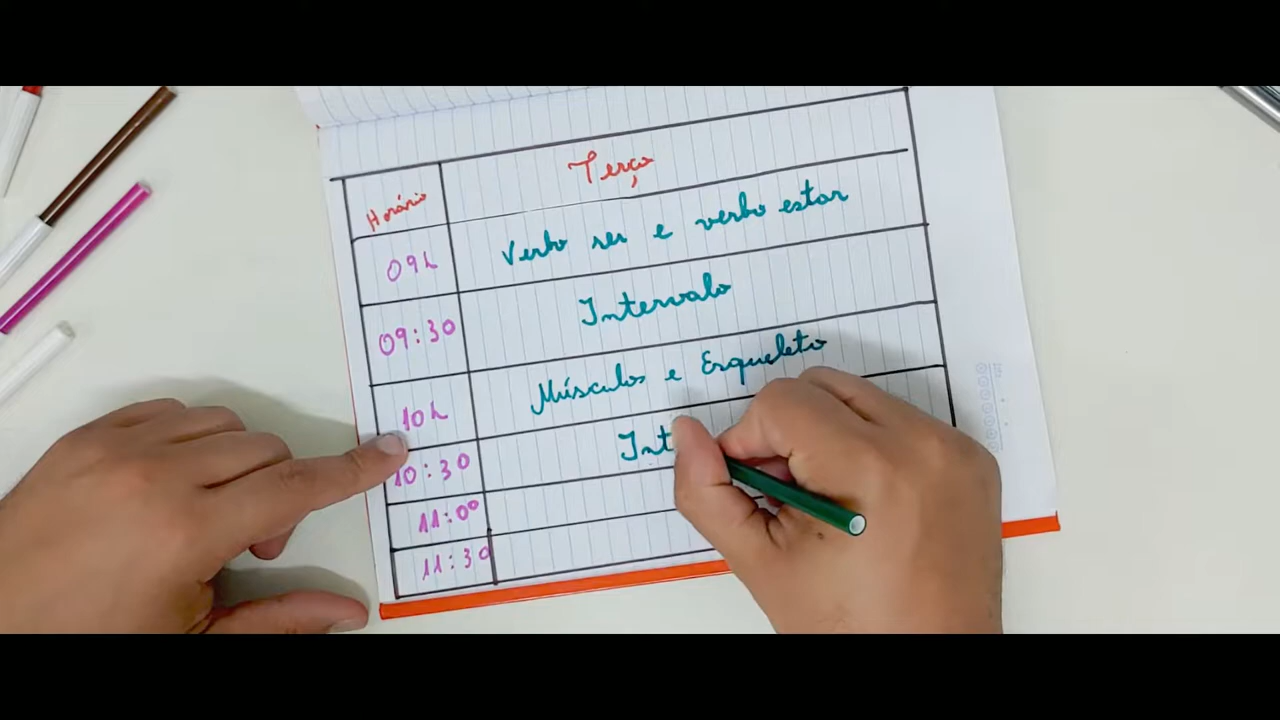 Horário Terça
09h Verbo ser e verbo estar
09:30 Intervalo
10h Músculos e Esqueleto
10:30 Int
11:00
11:30